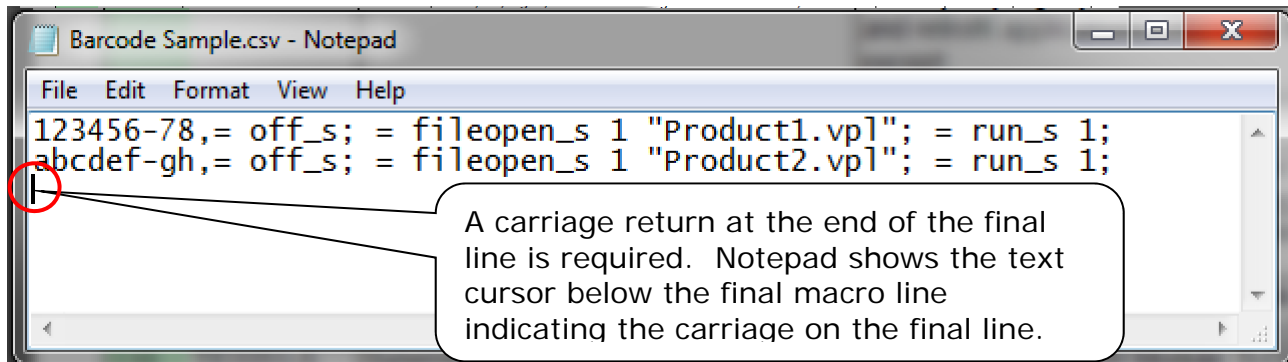 Barcode Sample.csv - Notepad
File Edit Format View Help
123456-78,= off_s; = fileopen_s 1 "Product1.vpl"; = run_s 1;
abcdef-gh,= off_s; = fileopen_s 1 "Product2.vpl"; = run_s 1;
A carriage return at the end of the final
line is required.  Notepad shows the text
cursor below the final macro line
indicating the carriage on the final line.